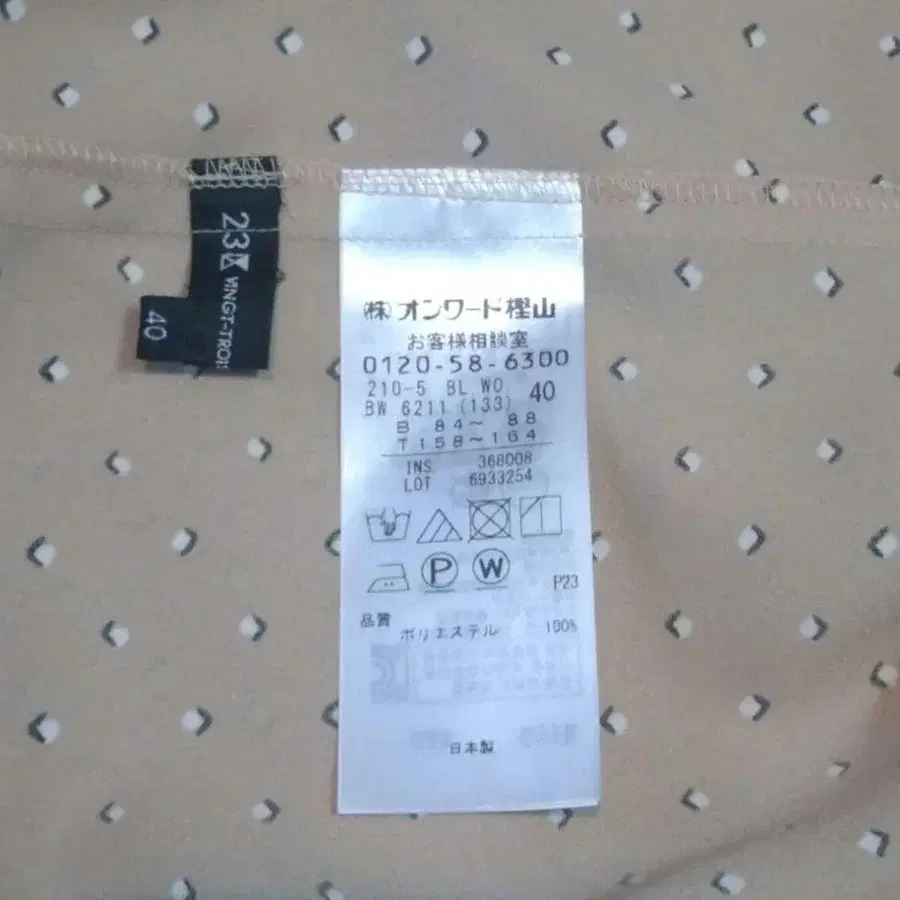 23区 VINGT-TROIS
40
(株)オンワード樫山
お客様相談室
0120-58-6300
210-5 BL WO. 40
BW 6211 (133)
B 84～ 88
T158～164
INS. 368008
LOT 6933254
P W
P23
品質
ポリエステル 100%
日本製